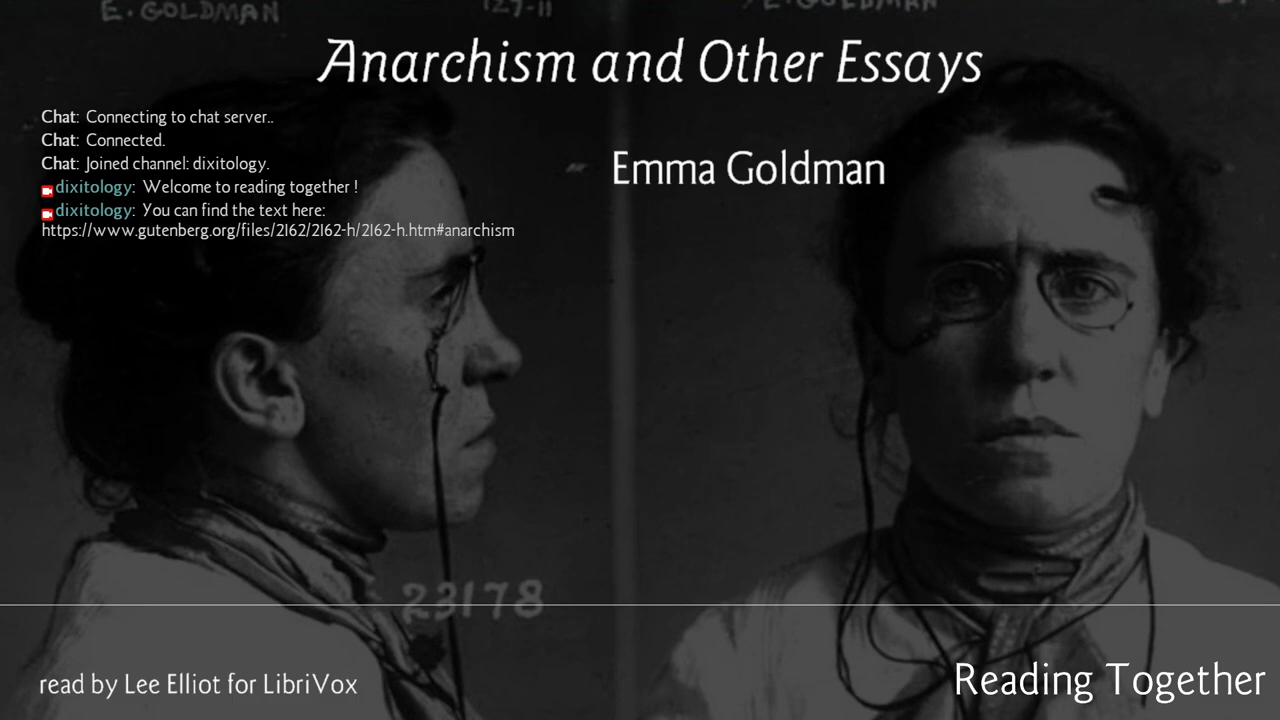 E. GOLDMAN
E. GOLDMAN
Anarchism and Other Essays
Chat: Connecting to chat server..
Chat: Connected.
Chat: Joined channel: dixitology.
Emma Goldman
dixitology: Welcome to reading together !
dixitology: You can find the text here:
https://www.gutenberg.org/files/2162/2162-h/2162-h.htm#anarchism
23178
read by Lee Elliot for LibriVox
Reading Together